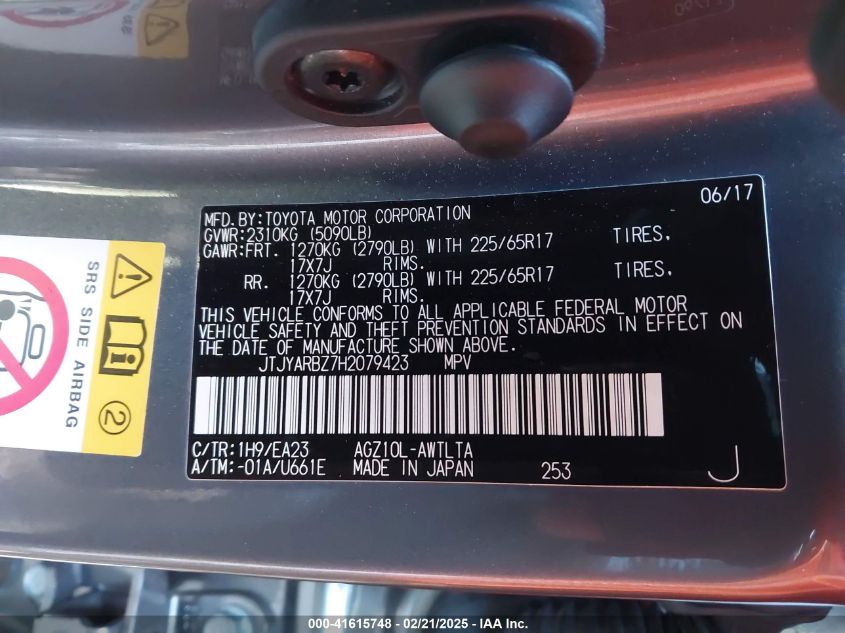 06/17
MFD.BY:TOYOTA MOTOR CORPORATION
GVWR:2310KG (5090LB)
GAWR:FRT. 1270KG (2790LB) WITH 225/65R17 TIRES,
17X7J RIMS.
RR. 1270KG (2790LB) WITH 225/65R17 TIRES,
17X7J RIMS.
THIS VEHICLE CONFORMS TO ALL APPLICABLE FEDERAL MOTOR
VEHICLE SAFETY AND THEFT PREVENTION STANDARDS IN EFFECT ON
THE DATE OF MANUFACTURE SHOWN ABOVE.
JTJYARBZ7H2079423 MPV
C/TR:1H9/EA23 AGZ10L-AWTLTA
A/TM:-01A/U661E MADE IN JAPAN 253 J
SRS SIDE AIRBAG
2
000-41615748 - 02/21/2025 - IAA Inc.